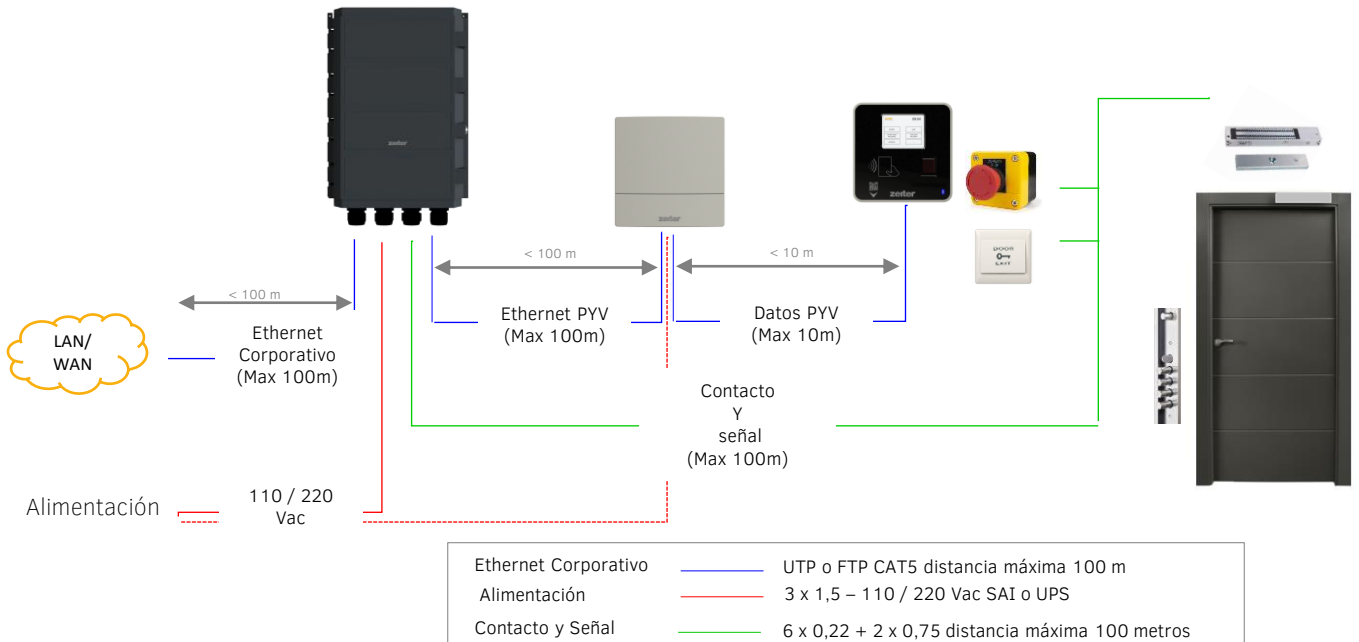 zeiter
zeiter
zeiter
DOOR
EXIT
< 100 m
< 10 m
< 100 m
LAN/
WAN
Ethernet
Corporativo
(Max 100m)
Ethernet PYV
(Max 100m)
Datos PYV
(Max 10m)
Contacto
Y
señal
(Max 100m)
Alimentación
110 / 220
Vac
Ethernet Corporativo
UTP o FTP CAT5 distancia máxima 100 m
Alimentación
3 x 1,5 – 110 / 220 Vac SAI o UPS
Contacto y Señal
6 x 0,22 + 2 x 0,75 distancia máxima 100 metros